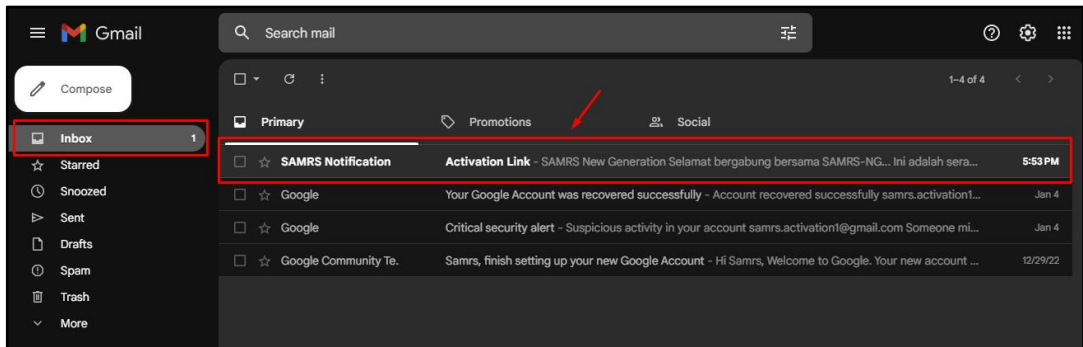 Gmail
Search mail
Compose
1–4 of 4
Primary
Promotions
Social
Inbox 1
Starred
Snoozed
Sent
Drafts
Spam
Trash
More
SAMRS Notification Activation Link - SAMRS New Generation Selamat bergabung bersama SAMRS-NG... Ini adalah sera... 5:53 PM
Google Your Google Account was recovered successfully - Account recovered successfully samrs.activation1... Jan 4
Google Critical security alert - Suspicious activity in your account samrs.activation1@gmail.com Someone mi... Jan 4
Google Community Te. Samrs, finish setting up your new Google Account - Hi Samrs, Welcome to Google. Your new account ... 12/29/22